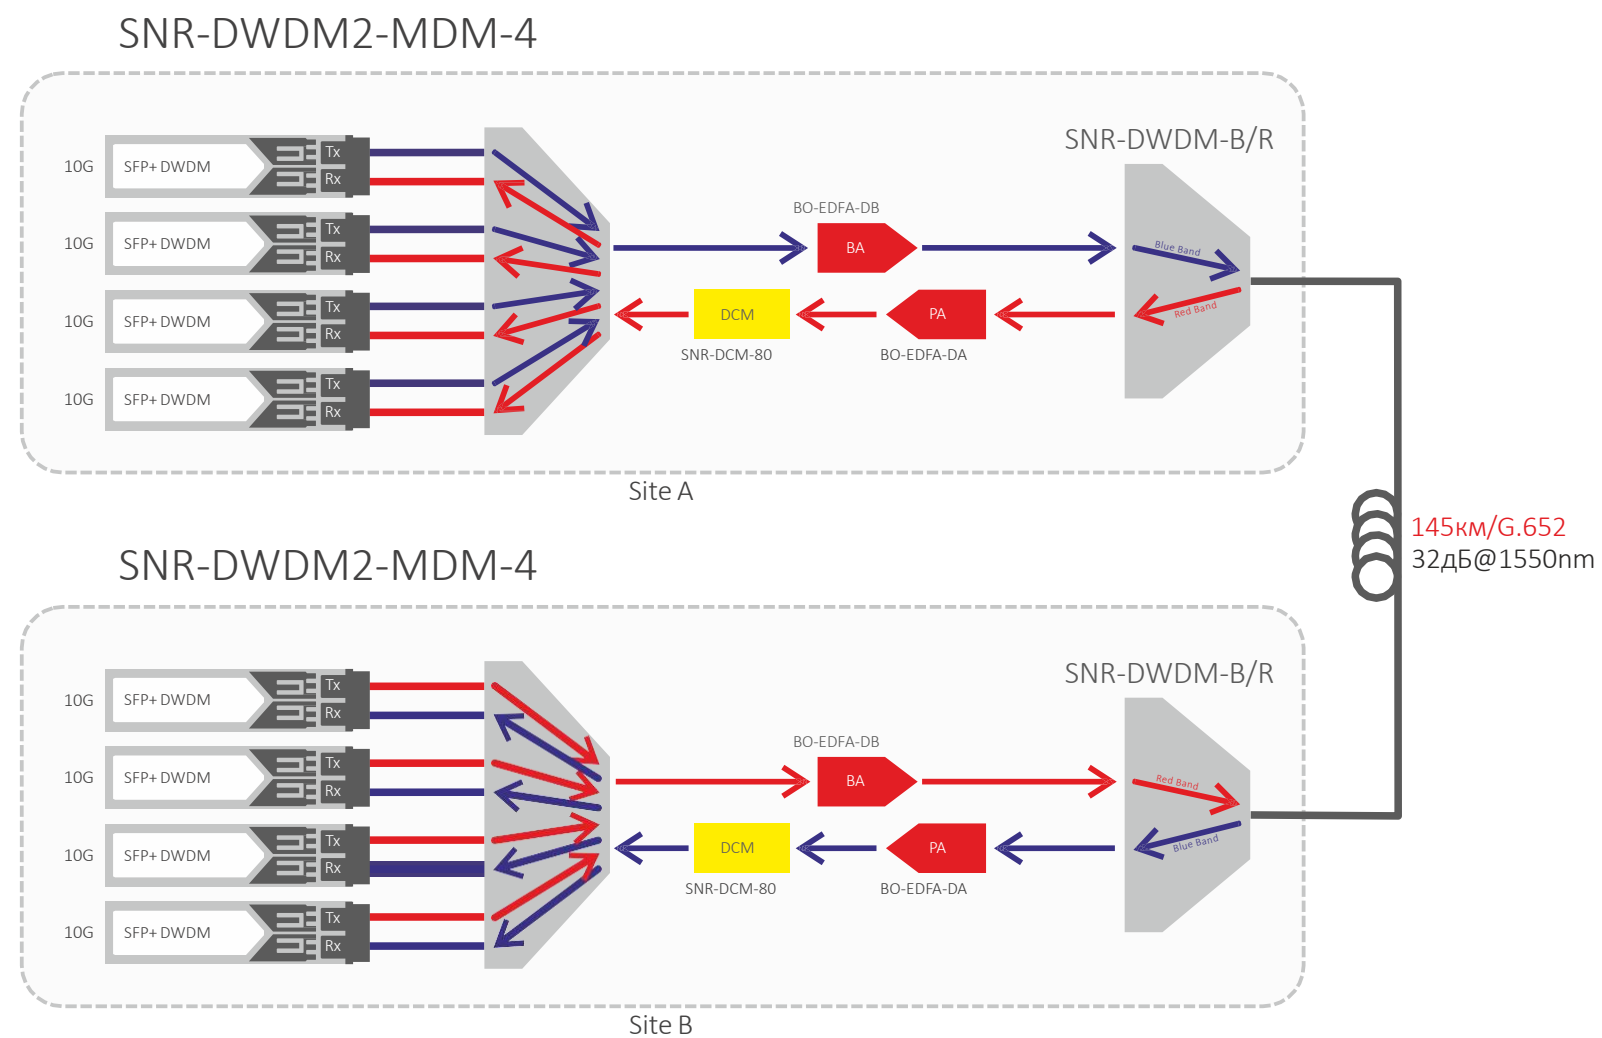 SNR-DWDM2-MDM-4
SNR-DWDM-B/R
10G
SFP+ DWDM
Tx
Rx
10G
SFP+ DWDM
Tx
Rx
10G
SFP+ DWDM
Tx
Rx
10G
SFP+ DWDM
Tx
Rx
BO-EDFA-DB
BA
DCM
SNR-DCM-80
PA
BO-EDFA-DA
Blue Band
Red Band
Site A
145км/G.652
32дБ@1550nm
SNR-DWDM2-MDM-4
SNR-DWDM-B/R
10G
SFP+ DWDM
Tx
Rx
10G
SFP+ DWDM
Tx
Rx
10G
SFP+ DWDM
Tx
Rx
10G
SFP+ DWDM
Tx
Rx
BO-EDFA-DB
BA
DCM
SNR-DCM-80
PA
BO-EDFA-DA
Red Band
Blue Band
Site B